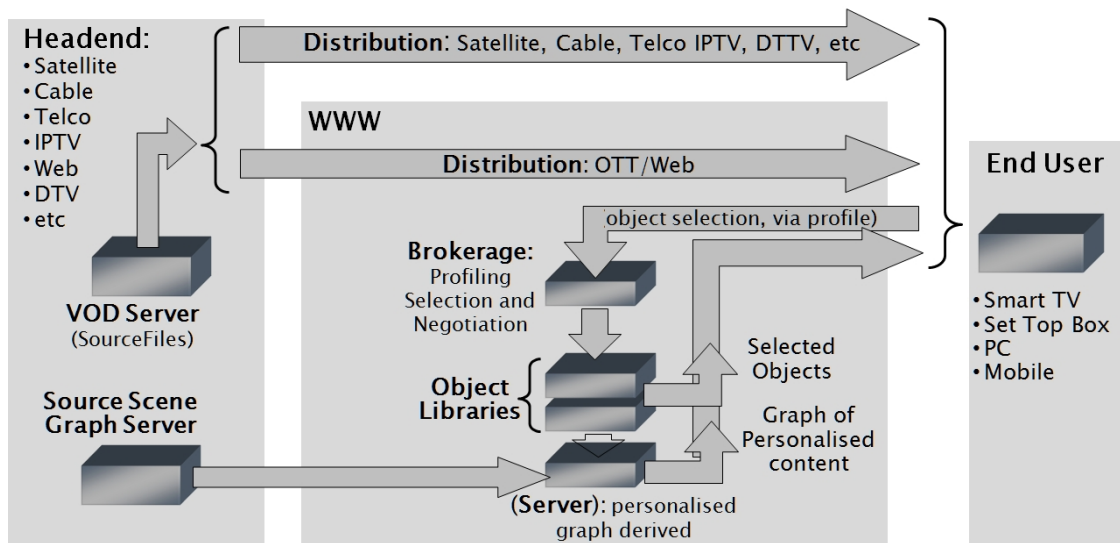 Headend:
• Satellite
• Cable
• Telco
• IPTV
• Web
• DTV
• etc
VOD Server
(SourceFiles)
Source Scene
Graph Server
Distribution: Satellite, Cable, Telco IPTV, DTTV, etc
WWW
Distribution: OTT/Web
(object selection, via profile)
Brokerage:
Profiling
Selection and
Negotiation
Object
Libraries
Selected
Objects
Graph of
Personalised
content
(Server): personalised
graph derived
End User
• Smart TV
• Set Top Box
• PC
• Mobile